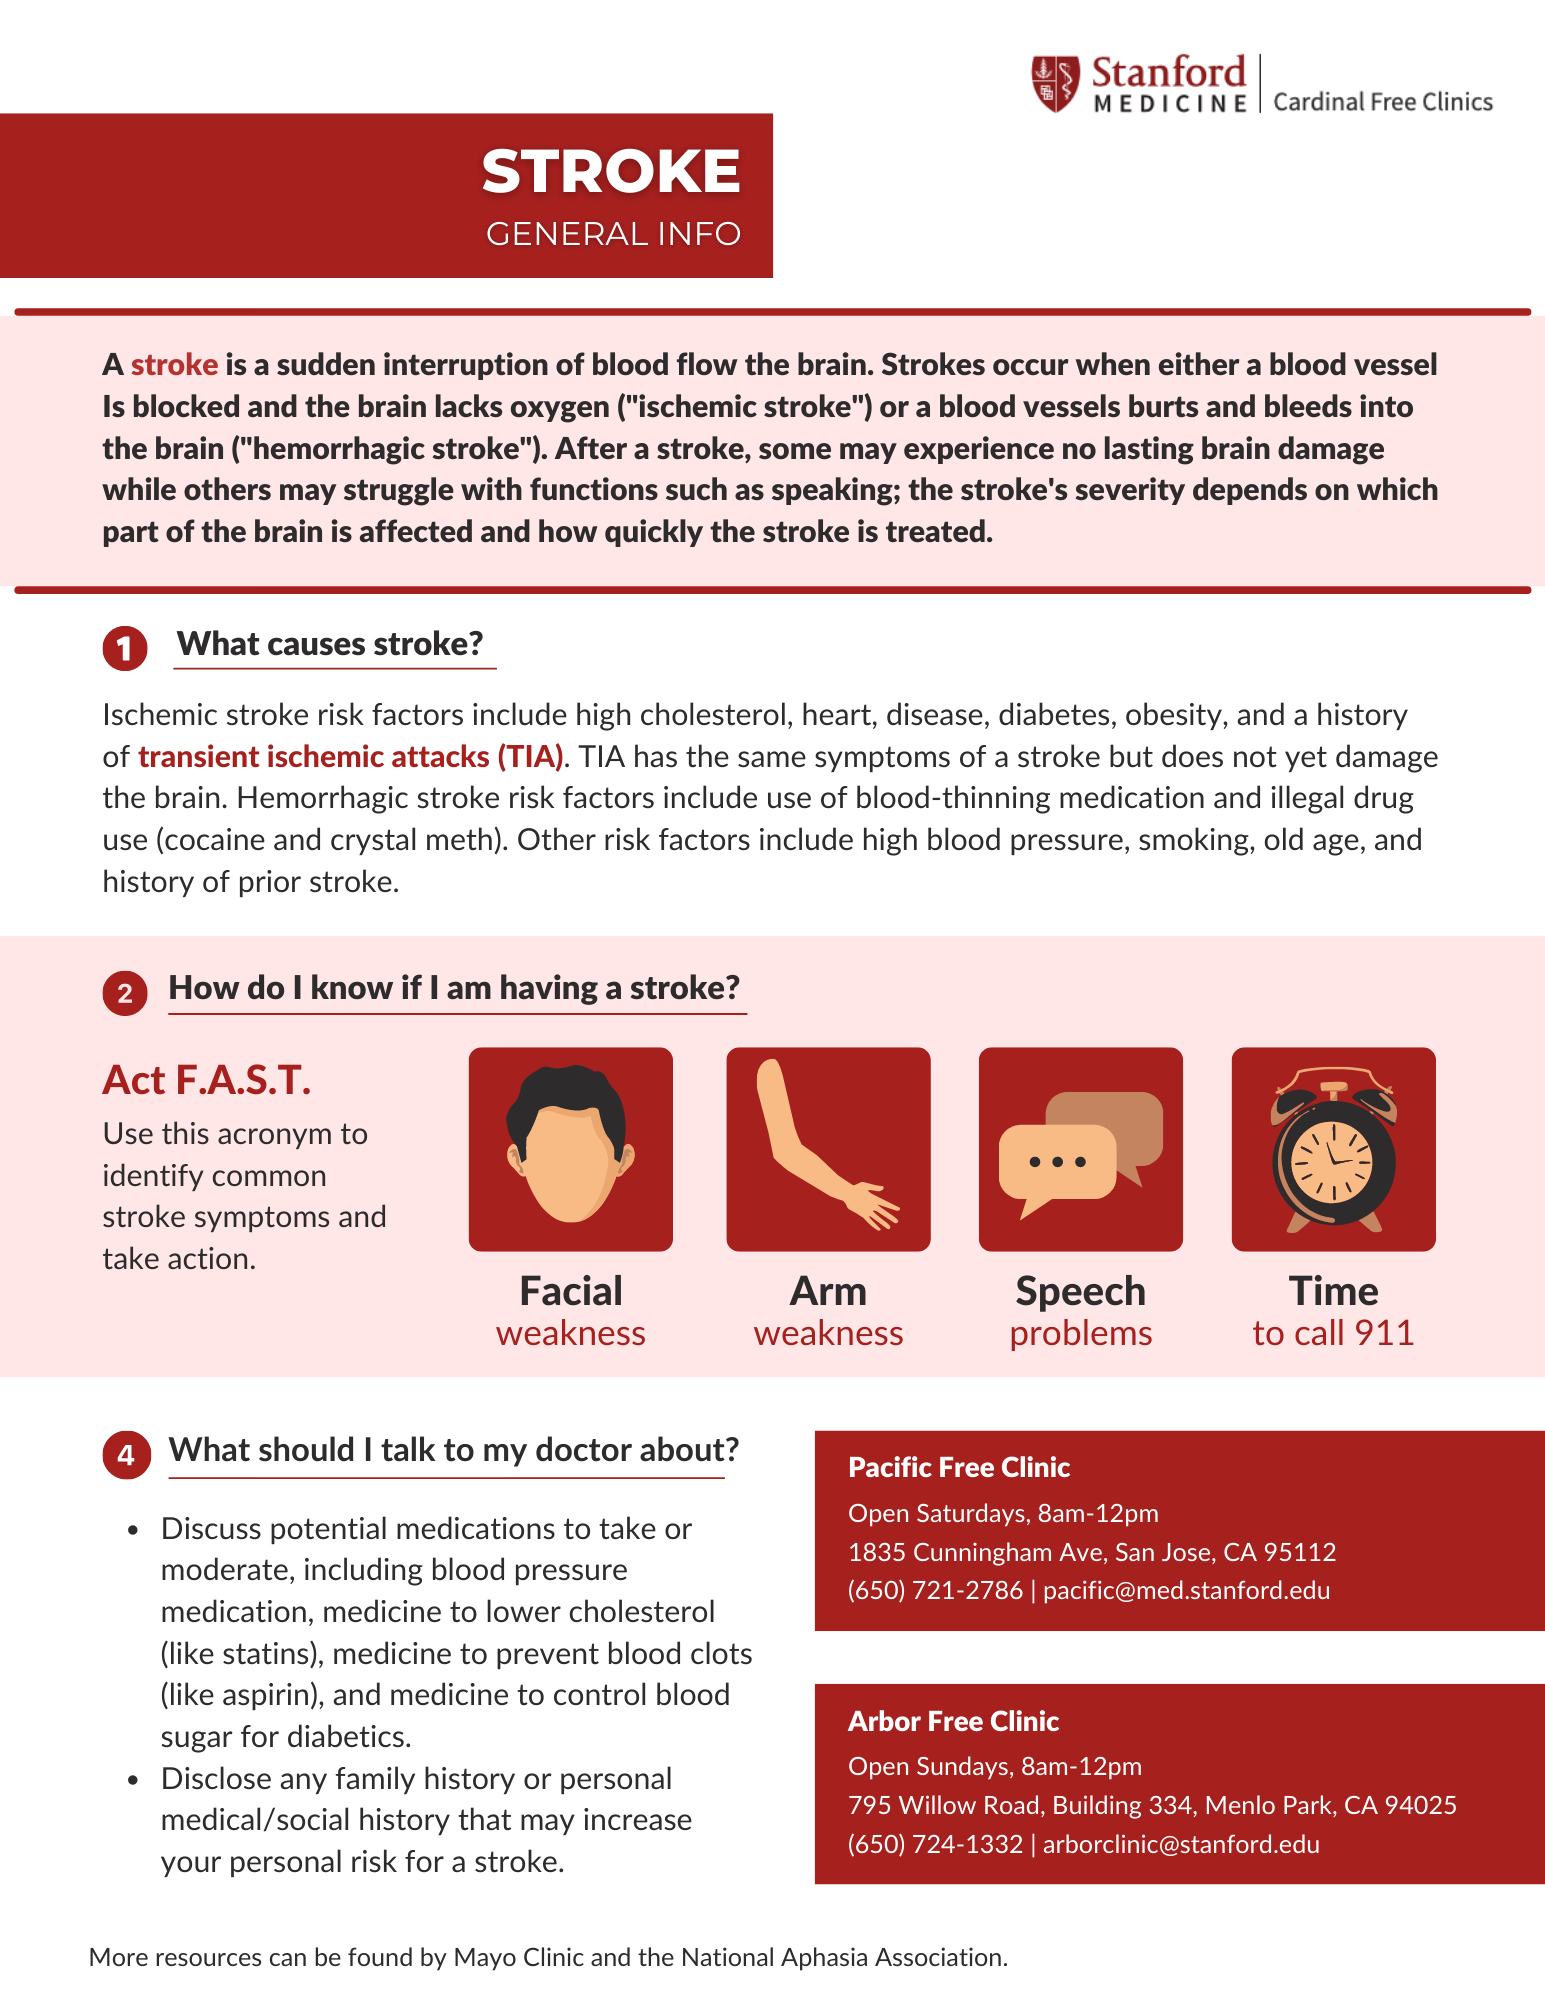 Stanford
MEDICINE
Cardinal Free Clinics
STROKE
GENERAL INFO
A stroke is a sudden interruption of blood flow the brain. Strokes occur when either a blood vessel
Is blocked and the brain lacks oxygen ("ischemic stroke") or a blood vessels burts and bleeds into
the brain ("hemorrhagic stroke"). After a stroke, some may experience no lasting brain damage
while others may struggle with functions such as speaking; the stroke's severity depends on which
part of the brain is affected and how quickly the stroke is treated.
1 What causes stroke?
Ischemic stroke risk factors include high cholesterol, heart, disease, diabetes, obesity, and a history
of transient ischemic attacks (TIA). TIA has the same symptoms of a stroke but does not yet damage
the brain. Hemorrhagic stroke risk factors include use of blood-thinning medication and illegal drug
use (cocaine and crystal meth). Other risk factors include high blood pressure, smoking, old age, and
history of prior stroke.
2 How do I know if I am having a stroke?
Act F.A.S.T.
Use this acronym to
identify common
stroke symptoms and
take action.
Facial
weakness
Arm
weakness
Speech
problems
Time
to call 911
4 What should I talk to my doctor about?
• Discuss potential medications to take or
moderate, including blood pressure
medication, medicine to lower cholesterol
(like statins), medicine to prevent blood clots
(like aspirin), and medicine to control blood
sugar for diabetics.
• Disclose any family history or personal
medical/social history that may increase
your personal risk for a stroke.
Pacific Free Clinic
Open Saturdays, 8am-12pm
1835 Cunningham Ave, San Jose, CA 95112
(650) 721-2786 | pacific@med.stanford.edu
Arbor Free Clinic
Open Sundays, 8am-12pm
795 Willow Road, Building 334, Menlo Park, CA 94025
(650) 724-1332 | arborclinic@stanford.edu
More resources can be found by Mayo Clinic and the National Aphasia Association.